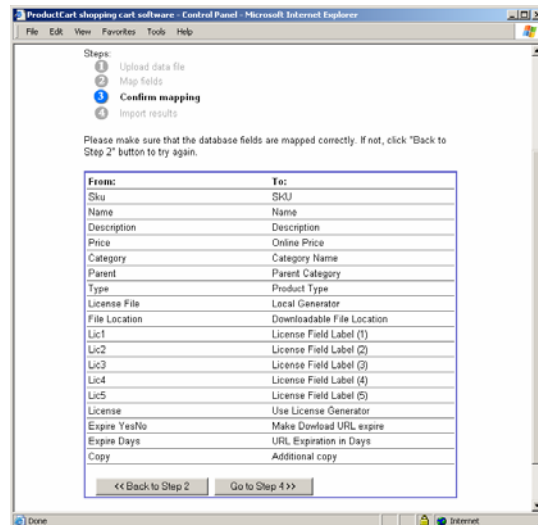 ProductCart shopping cart software - Control Panel - Microsoft Internet Explorer
File Edit View Favorites Tools Help
Steps:
1 Upload data file
2 Map fields
3 Confirm mapping
4 Import results
Please make sure that the database fields are mapped correctly. If not, click "Back to
Step 2" button to try again.
From: To:
Sku SKU
Name Name
Description Description
Price Online Price
Category Category Name
Parent Parent Category
Type Product Type
License File Local Generator
File Location Downloadable File Location
Lic1 License Field Label (1)
Lic2 License Field Label (2)
Lic3 License Field Label (3)
Lic4 License Field Label (4)
Lic5 License Field Label (5)
License Use License Generator
Expire YesNo Make Dowload URL expire
Expire Days URL Expiration in Days
Copy Additional copy
<< Back to Step 2 Go to Step 4 >>
Done Internet